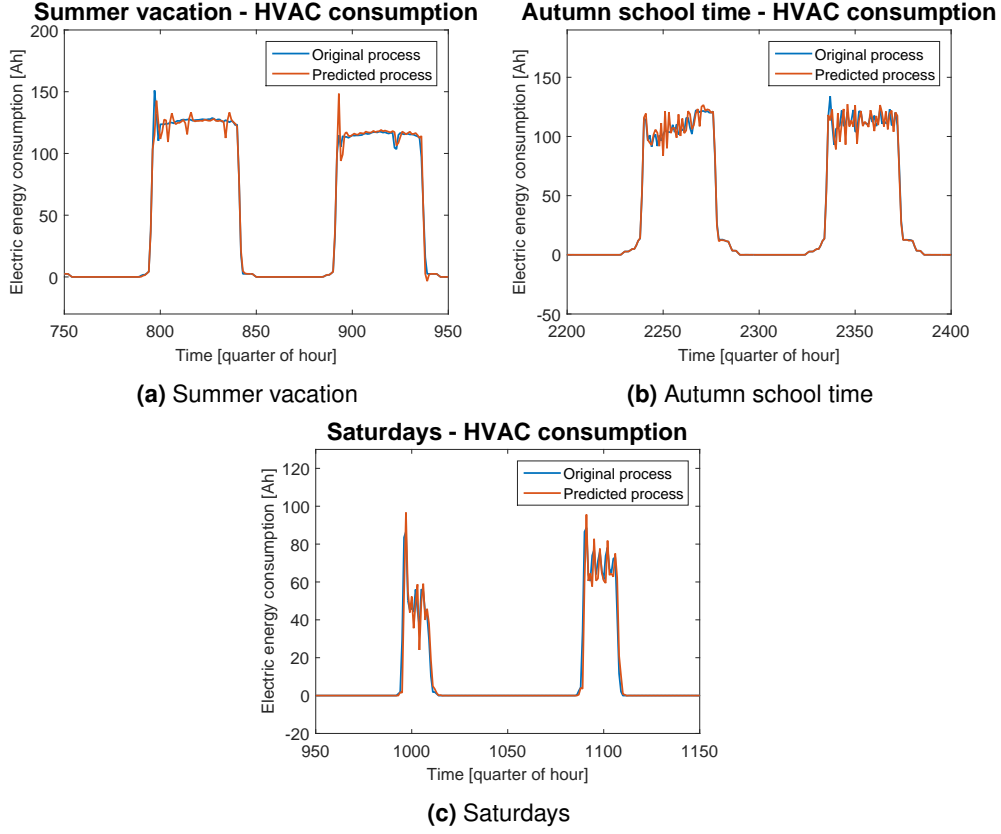 Summer vacation - HVAC consumption
200
150
100
50
0
Electric energy consumption [Ah]
Original process
Predicted process
750 800 850 900 950
Time [quarter of hour]
(a) Summer vacation
Autumn school time - HVAC consumption
150
100
50
0
-50
Electric energy consumption [Ah]
Original process
Predicted process
2200 2250 2300 2350 2400
Time [quarter of hour]
(b) Autumn school time
Saturdays - HVAC consumption
120
100
80
60
40
20
0
-20
Electric energy consumption [Ah]
Original process
Predicted process
950 1000 1050 1100 1150
Time [quarter of hour]
(c) Saturdays